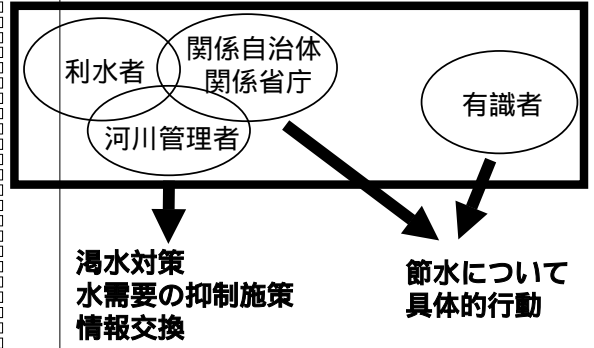 利水者
関係自治体
関係省庁
河川管理者
有識者
渇水対策
水需要の抑制施策
情報交換
節水について
具体的行動